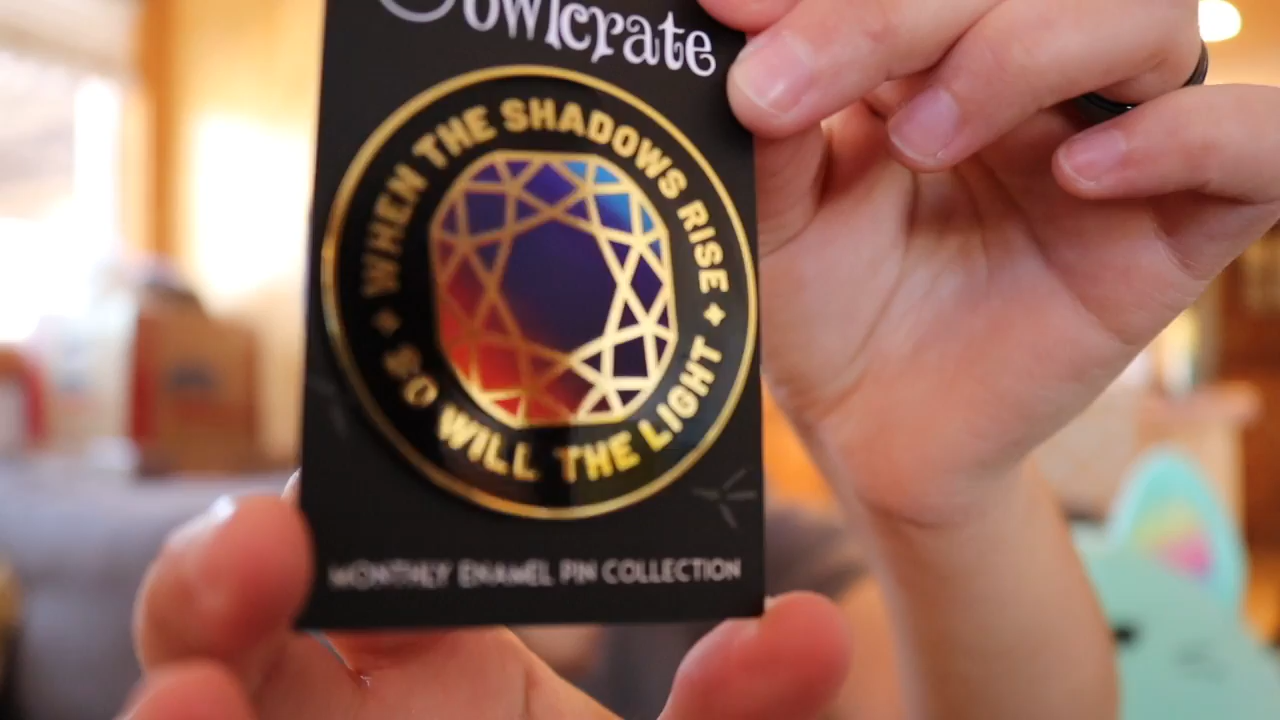 Owlcrate
WHEN THE SHADOWS RISE
SO WILL THE LIGHT
MONTHLY ENAMEL PIN COLLECTION